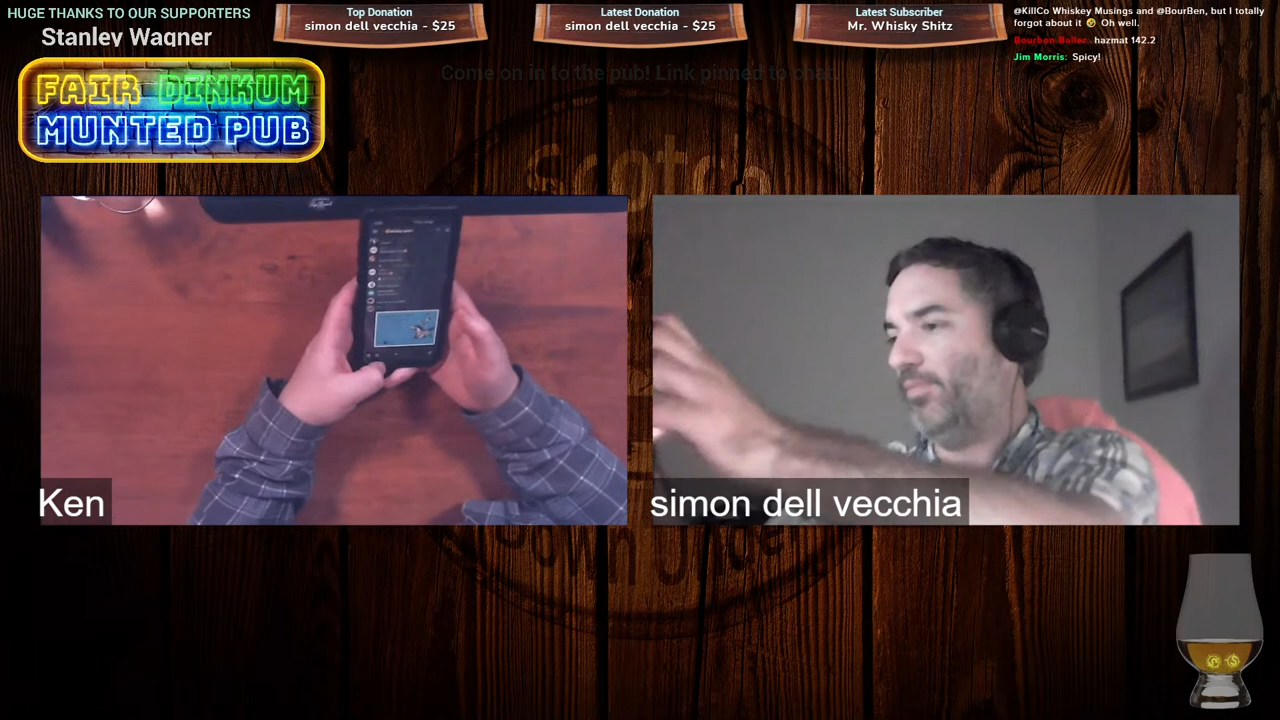 HUGE THANKS TO OUR SUPPORTERS
Stanley Wagner
FAIR DINKUM
MUNTED PUB
Top Donation
simon dell vecchia - $25
Latest Donation
simon dell vecchia - $25
Latest Subscriber
Mr. Whisky Shitz
@KillCo Whiskey Musings and @BourBen, but I totally
forgot about it 🤣 Oh well.
Bourbon Baller: hazmat 142.2
Jim Morris: Spicy!
Come on in to the pub! Link pinned to chat
Scotch
Down Under
Ken
simon dell vecchia